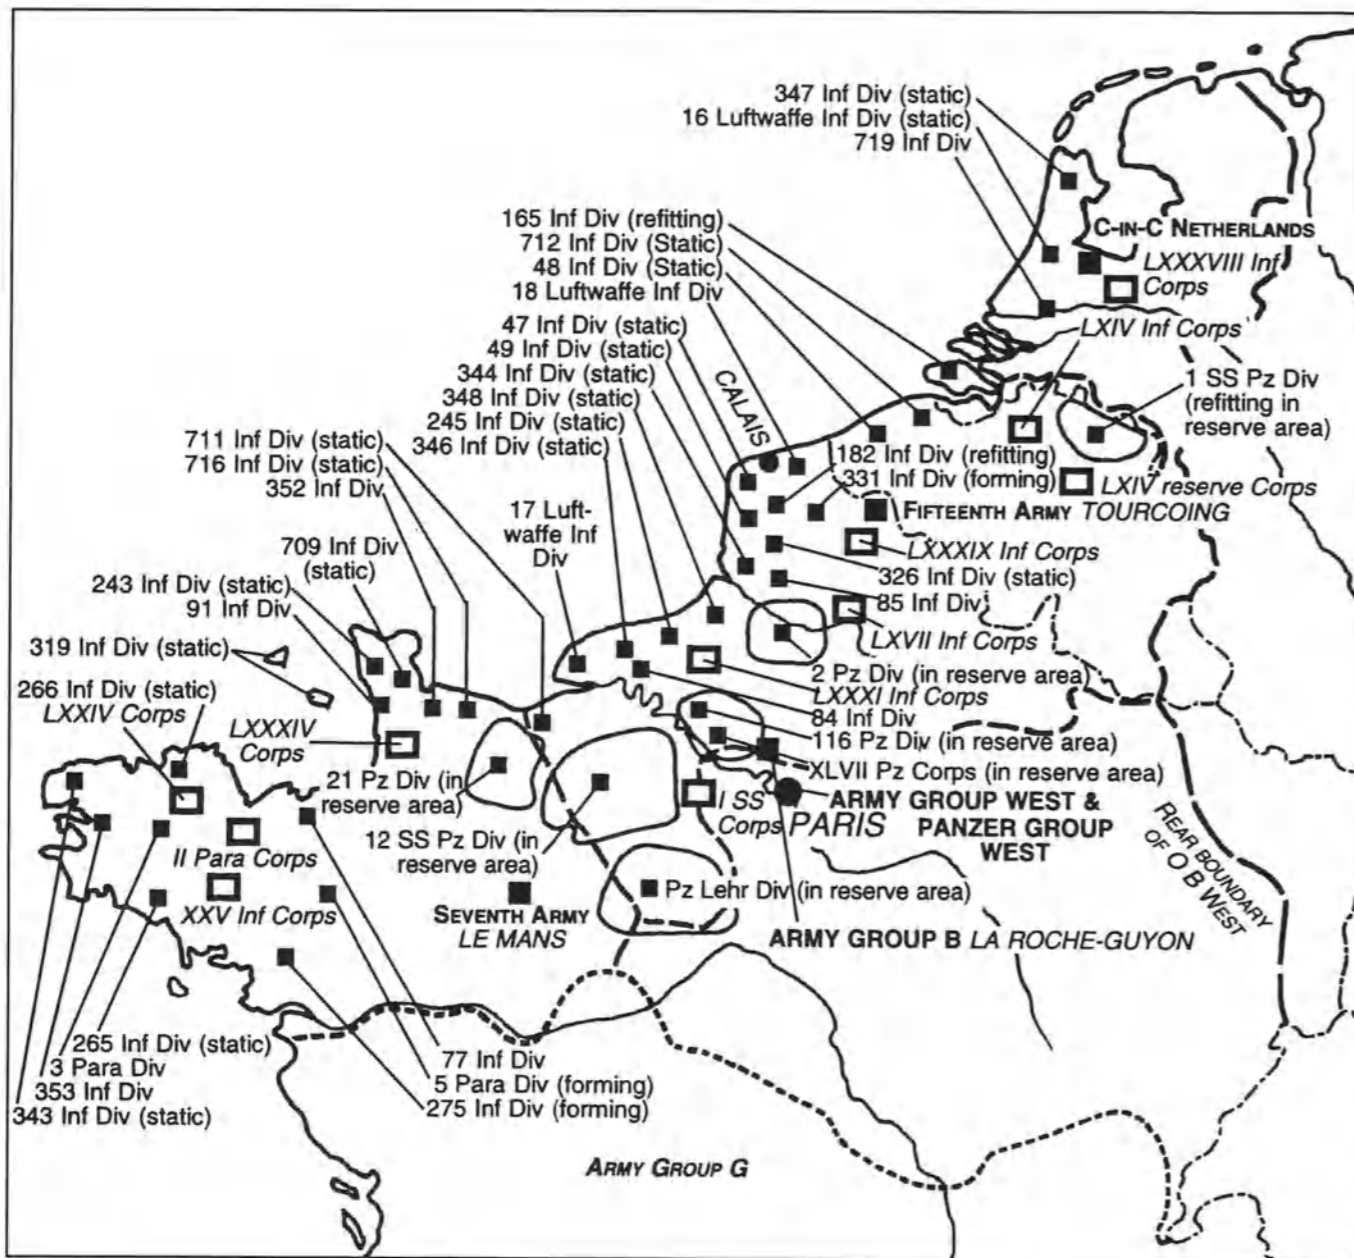 347 Inf Div (static)
16 Luftwaffe Inf Div (static)
719 Inf Div
C-IN-C NETHERLANDS
LXXXVIII Inf
Corps
165 Inf Div (refitting)
712 Inf Div (Static)
48 Inf Div (Static)
18 Luftwaffe Inf Div
47 Inf Div (static)
49 Inf Div (static)
344 Inf Div (static)
348 Inf Div (static)
245 Inf Div (static)
346 Inf Div (static)
CALAIS
LXIV Inf Corps
1 SS Pz Div
(refitting in
reserve area)
182 Inf Div (refitting)
331 Inf Div (forming)
LXIV reserve Corps
FIFTEENTH ARMY TOURCOING
LXXXIX Inf Corps
326 Inf Div (static)
85 Inf Div
LXVII Inf Corps
2 Pz Div (in reserve area)
LXXXI Inf Corps
84 Inf Div
116 Pz Div (in reserve area)
XLVII Pz Corps (in reserve area)
711 Inf Div (static)
716 Inf Div (static)
352 Inf Div
17 Luft-
waffe Inf
Div
709 Inf Div
(static)
243 Inf Div (static)
91 Inf Div
319 Inf Div (static)
266 Inf Div (static)
LXXIV Corps
LXXXIV
Corps
21 Pz Div (in
reserve area)
12 SS Pz Div (in
reserve area)
I SS
Corps
PARIS
ARMY GROUP WEST &
PANZER GROUP
WEST
REAR BOUNDARY
OF O B WEST
II Para Corps
XXV Inf Corps
Pz Lehr Div (in reserve area)
SEVENTH ARMY
LE MANS
ARMY GROUP B LA ROCHE-GUYON
265 Inf Div (static)
3 Para Div
353 Inf Div
343 Inf Div (static)
77 Inf Div
5 Para Div (forming)
275 Inf Div (forming)
ARMY GROUP G